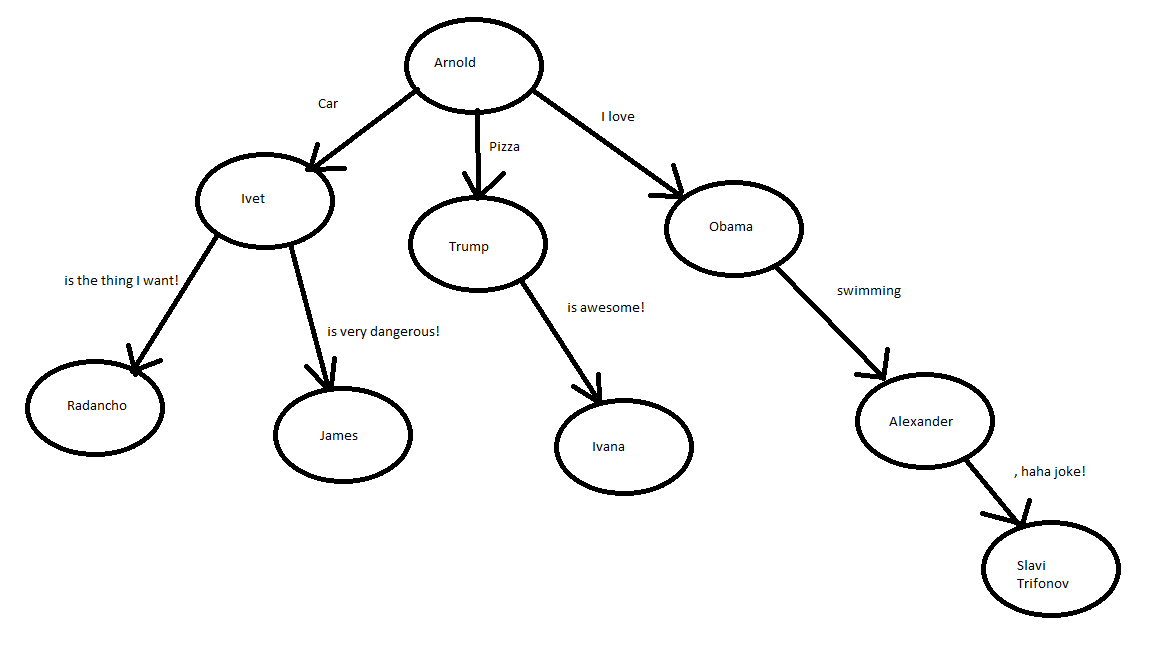 Arnold
Car
I love
Pizza
Ivet
Obama
Trump
is the thing I want!
swimming
is awesome!
is very dangerous!
Radancho
Alexander
James
Ivana
, haha joke!
Slavi
Trifonov